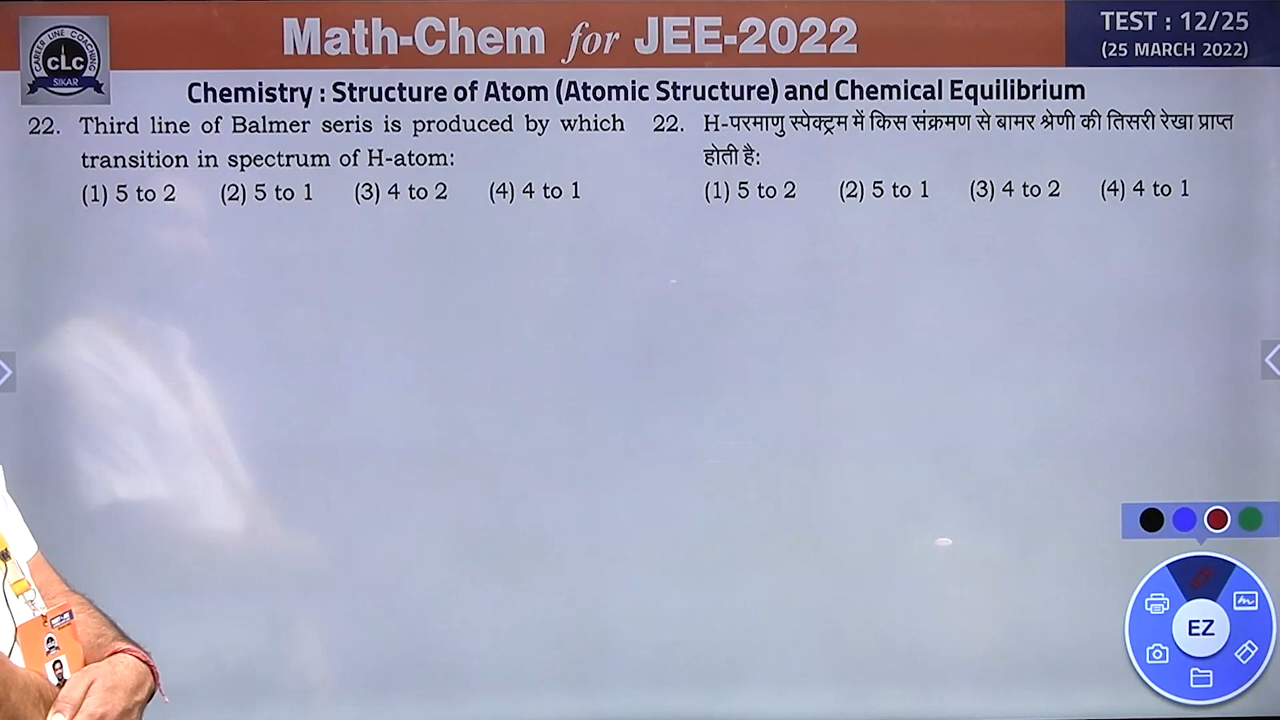 Math-Chem for JEE-2022
TEST : 12/25
(25 MARCH 2022)
CAREER LINE COACHING
CLC
SIKAR
Chemistry : Structure of Atom (Atomic Structure) and Chemical Equilibrium
22. Third line of Balmer seris is produced by which
transition in spectrum of H-atom:
(1) 5 to 2 (2) 5 to 1 (3) 4 to 2 (4) 4 to 1
22. H-परमाणु स्पेक्ट्रम में किस संक्रमण से बामर श्रेणी की तिसरी रेखा प्राप्त
होती है:
(1) 5 to 2 (2) 5 to 1 (3) 4 to 2 (4) 4 to 1
EZ